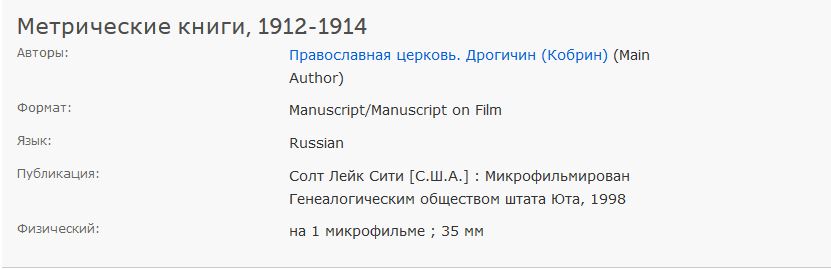 Метрические книги, 1912-1914
Авторы: Православная церковь. Дрогичин (Кобрин) (Main
Author)
Формат: Manuscript/Manuscript on Film
Язык: Russian
Публикация: Солт Лейк Сити [С.Ш.А.] : Микрофильмирован
Генеалогическим обществом штата Юта, 1998
Физический: на 1 микрофильме ; 35 мм